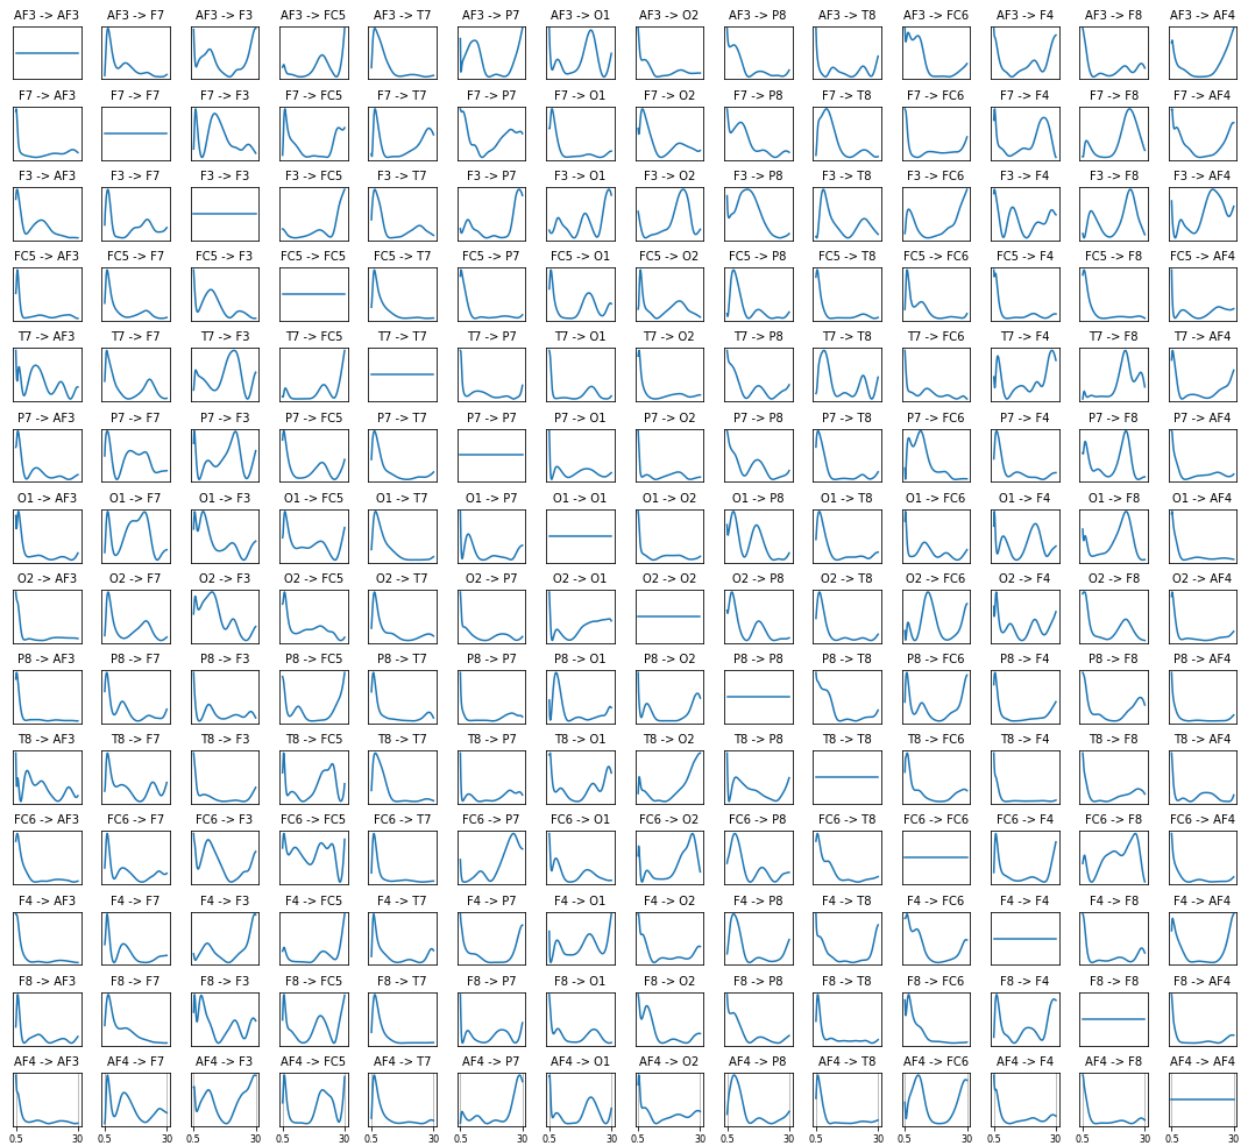 AF3 -> AF3 AF3 -> F7 AF3 -> F3 AF3 -> FC5 AF3 -> T7 AF3 -> P7 AF3 -> O1 AF3 -> O2 AF3 -> P8 AF3 -> T8 AF3 -> FC6 AF3 -> F4 AF3 -> F8 AF3 -> AF4
F7 -> AF3 F7 -> F7 F7 -> F3 F7 -> FC5 F7 -> T7 F7 -> P7 F7 -> O1 F7 -> O2 F7 -> P8 F7 -> T8 F7 -> FC6 F7 -> F4 F7 -> F8 F7 -> AF4
F3 -> AF3 F3 -> F7 F3 -> F3 F3 -> FC5 F3 -> T7 F3 -> P7 F3 -> O1 F3 -> O2 F3 -> P8 F3 -> T8 F3 -> FC6 F3 -> F4 F3 -> F8 F3 -> AF4
FC5 -> AF3 FC5 -> F7 FC5 -> F3 FC5 -> FC5 FC5 -> T7 FC5 -> P7 FC5 -> O1 FC5 -> O2 FC5 -> P8 FC5 -> T8 FC5 -> FC6 FC5 -> F4 FC5 -> F8 FC5 -> AF4
T7 -> AF3 T7 -> F7 T7 -> F3 T7 -> FC5 T7 -> T7 T7 -> P7 T7 -> O1 T7 -> O2 T7 -> P8 T7 -> T8 T7 -> FC6 T7 -> F4 T7 -> F8 T7 -> AF4
P7 -> AF3 P7 -> F7 P7 -> F3 P7 -> FC5 P7 -> T7 P7 -> P7 P7 -> O1 P7 -> O2 P7 -> P8 P7 -> T8 P7 -> FC6 P7 -> F4 P7 -> F8 P7 -> AF4
O1 -> AF3 O1 -> F7 O1 -> F3 O1 -> FC5 O1 -> T7 O1 -> P7 O1 -> O1 O1 -> O2 O1 -> P8 O1 -> T8 O1 -> FC6 O1 -> F4 O1 -> F8 O1 -> AF4
O2 -> AF3 O2 -> F7 O2 -> F3 O2 -> FC5 O2 -> T7 O2 -> P7 O2 -> O1 O2 -> O2 O2 -> P8 O2 -> T8 O2 -> FC6 O2 -> F4 O2 -> F8 O2 -> AF4
P8 -> AF3 P8 -> F7 P8 -> F3 P8 -> FC5 P8 -> T7 P8 -> P7 P8 -> O1 P8 -> O2 P8 -> P8 P8 -> T8 P8 -> FC6 P8 -> F4 P8 -> F8 P8 -> AF4
T8 -> AF3 T8 -> F7 T8 -> F3 T8 -> FC5 T8 -> T7 T8 -> P7 T8 -> O1 T8 -> O2 T8 -> P8 T8 -> T8 T8 -> FC6 T8 -> F4 T8 -> F8 T8 -> AF4
FC6 -> AF3 FC6 -> F7 FC6 -> F3 FC6 -> FC5 FC6 -> T7 FC6 -> P7 FC6 -> O1 FC6 -> O2 FC6 -> P8 FC6 -> T8 FC6 -> FC6 FC6 -> F4 FC6 -> F8 FC6 -> AF4
F4 -> AF3 F4 -> F7 F4 -> F3 F4 -> FC5 F4 -> T7 F4 -> P7 F4 -> O1 F4 -> O2 F4 -> P8 F4 -> T8 F4 -> FC6 F4 -> F4 F4 -> F8 F4 -> AF4
F8 -> AF3 F8 -> F7 F8 -> F3 F8 -> FC5 F8 -> T7 F8 -> P7 F8 -> O1 F8 -> O2 F8 -> P8 F8 -> T8 F8 -> FC6 F8 -> F4 F8 -> F8 F8 -> AF4
AF4 -> AF3 AF4 -> F7 AF4 -> F3 AF4 -> FC5 AF4 -> T7 AF4 -> P7 AF4 -> O1 AF4 -> O2 AF4 -> P8 AF4 -> T8 AF4 -> FC6 AF4 -> F4 AF4 -> F8 AF4 -> AF4
0.5 30 0.5 30 0.5 30 0.5 30 0.5 30 0.5 30 0.5 30 0.5 30 0.5 30 0.5 30 0.5 30 0.5 30 0.5 30 0.5 30